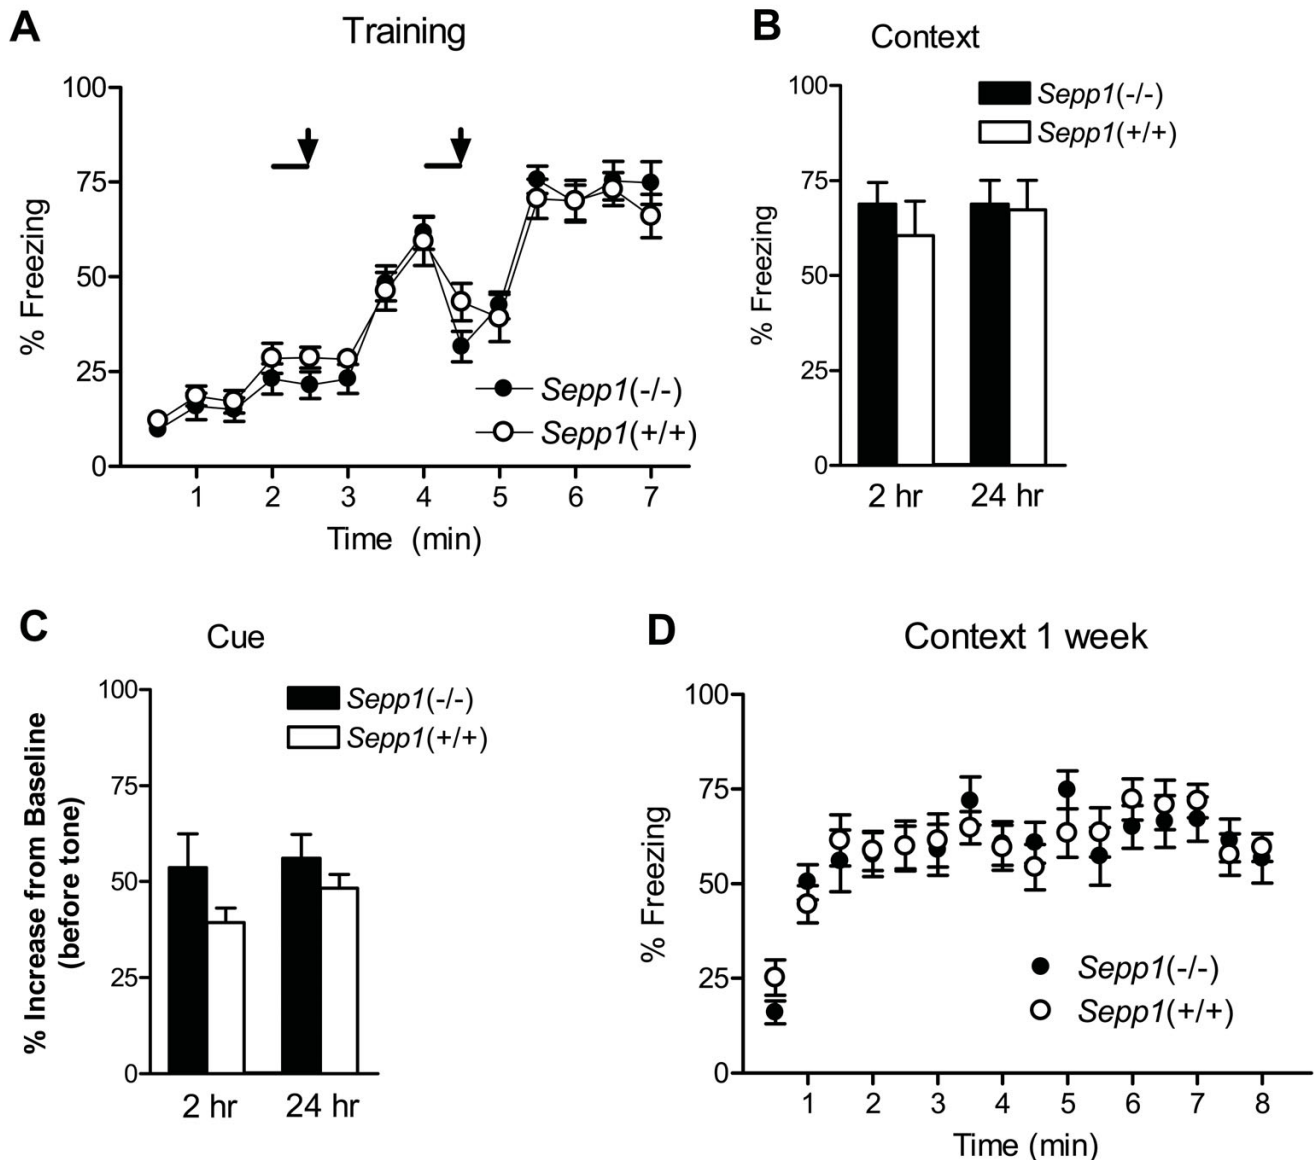 A
Training
100
75
50
25
0
% Freezing
Sepp1(-/-)
Sepp1(+/+)
1 2 3 4 5 6 7
Time (min)
B
Context
100
75
50
25
0
% Freezing
Sepp1(-/-)
Sepp1(+/+)
2 hr 24 hr
C
Cue
100
75
50
25
0
% Increase from Baseline
(before tone)
Sepp1(-/-)
Sepp1(+/+)
2 hr 24 hr
D
Context 1 week
100
75
50
25
0
% Freezing
Sepp1(-/-)
Sepp1(+/+)
1 2 3 4 5 6 7 8
Time (min)